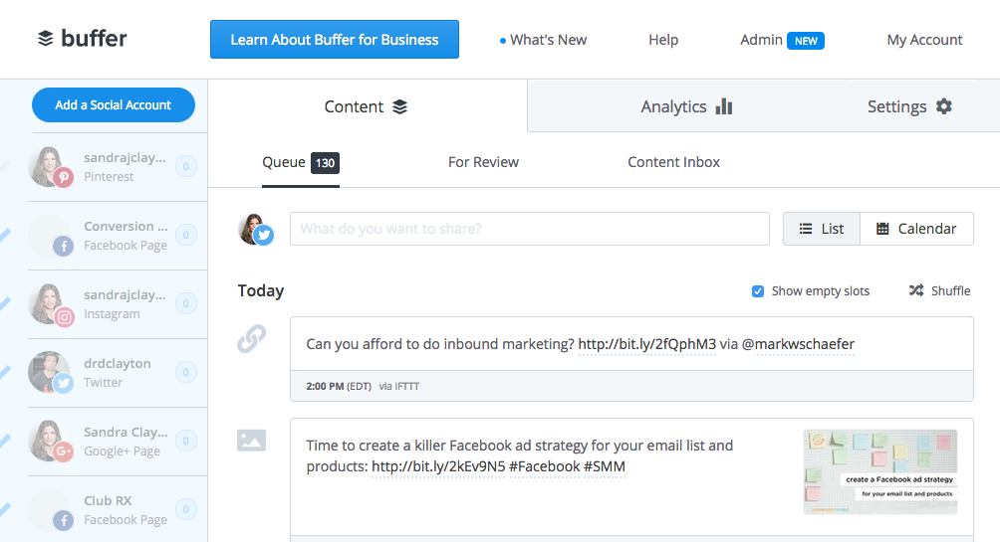 buffer
Learn About Buffer for Business
What's New
Help
Admin NEW
My Account
Add a Social Account
sandrajclay...
Pinterest
0
Conversion ...
Facebook Page
0
sandrajclay...
Instagram
0
drdclayton
Twitter
0
Sandra Clay...
Google+ Page
0
Club RX
Facebook Page
0
Content
Analytics
Settings
Queue 130
For Review
Content Inbox
What do you want to share?
List
Calendar
Today
Show empty slots
Shuffle
Can you afford to do inbound marketing? http://bit.ly/2fQphM3 via @markwschaefer
2:00 PM (EDT) via IFTTT
Time to create a killer Facebook ad strategy for your email list and
products: http://bit.ly/2kEv9N5 #Facebook #SMM
create a Facebook ad strategy
for your email list and products